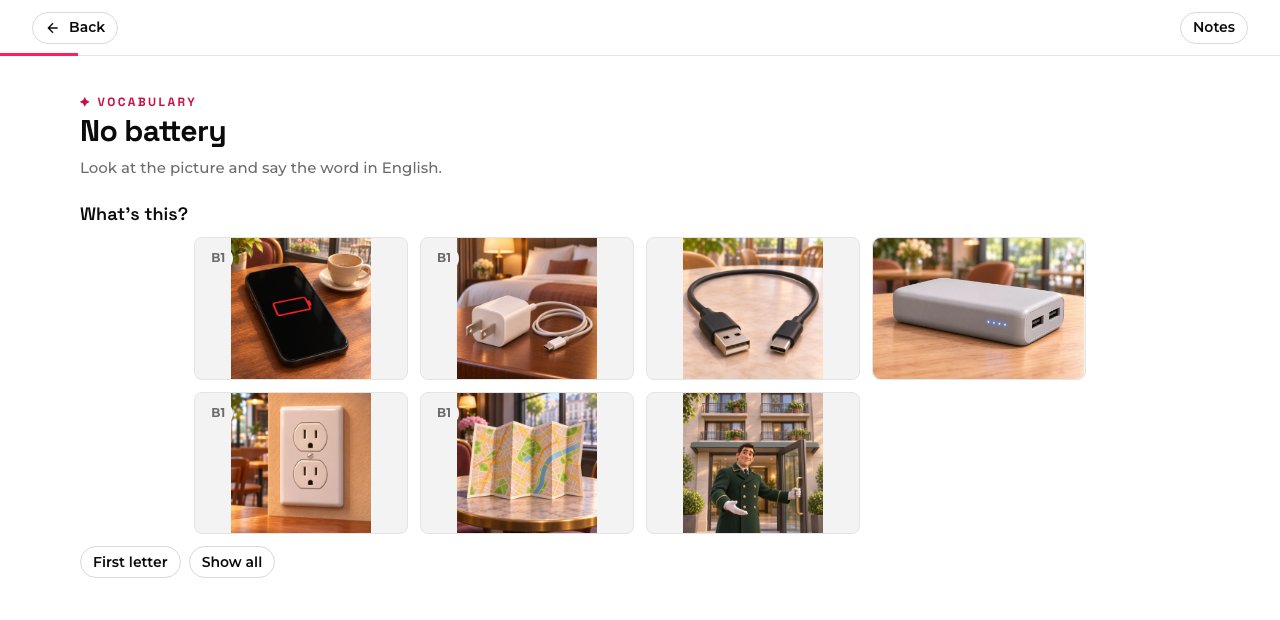 Back
Notes
VOCABULARY
No battery
Look at the picture and say the word in English.
What's this?
B1
B1
B1
B1
First letter
Show all